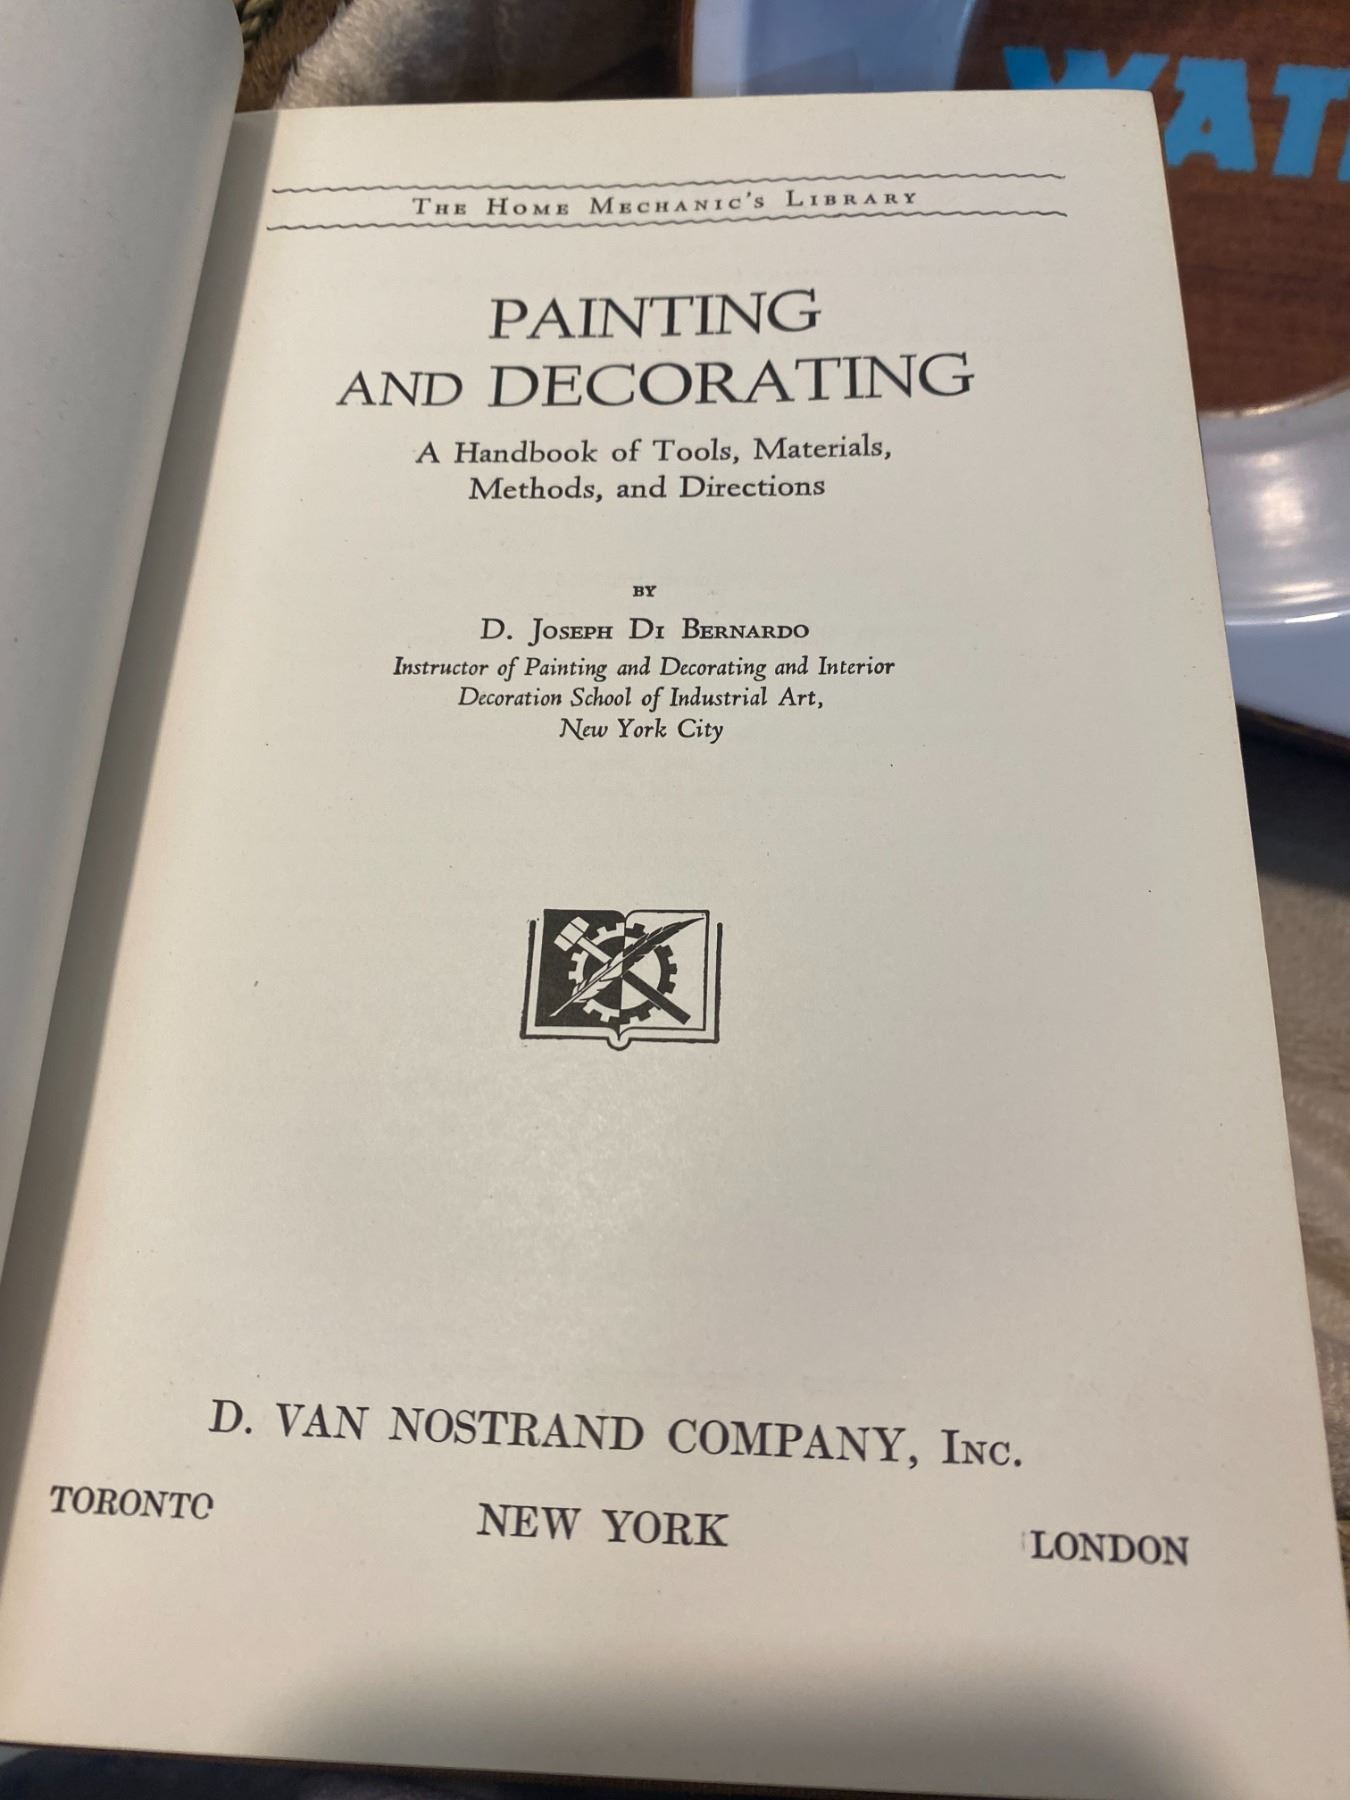 The Home Mechanic's Library
PAINTING
AND DECORATING
A Handbook of Tools, Materials,
Methods, and Directions
BY
D. Joseph Di Bernardo
Instructor of Painting and Decorating and Interior
Decoration School of Industrial Art,
New York City
D. VAN NOSTRAND COMPANY, Inc.
TORONTO NEW YORK LONDON